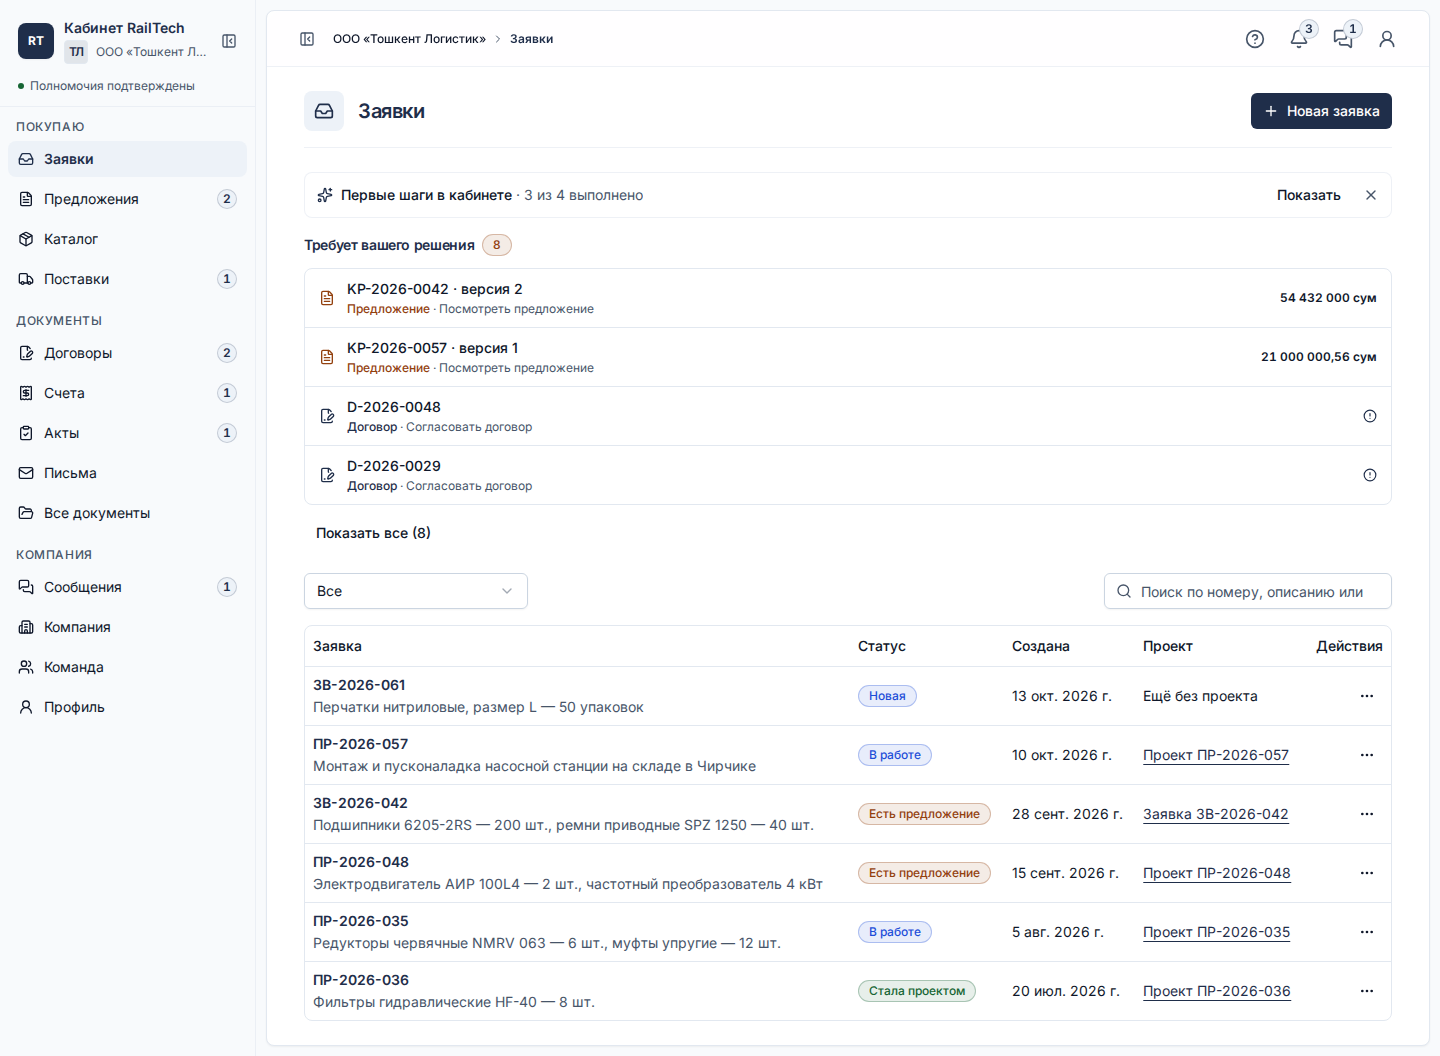 RT
Кабинет RailTech
ТЛ ООО «Тошкент Л...
Полномочия подтверждены
ПОКУПАЮ
Заявки
Предложения 2
Каталог
Поставки 1
ДОКУМЕНТЫ
Договоры 2
Счета 1
Акты 1
Письма
Все документы
КОМПАНИЯ
Сообщения 1
Компания
Команда
Профиль
ООО «Тошкент Логистик» > Заявки
3
1
Заявки
+ Новая заявка
Первые шаги в кабинете · 3 из 4 выполнено
Показать
Требует вашего решения 8
KP-2026-0042 · версия 2
Предложение · Посмотреть предложение
54 432 000 сум
KP-2026-0057 · версия 1
Предложение · Посмотреть предложение
21 000 000,56 сум
D-2026-0048
Договор · Согласовать договор
D-2026-0029
Договор · Согласовать договор
Показать все (8)
Все
Поиск по номеру, описанию или
Заявка Статус Создана Проект Действия
ЗВ-2026-061
Перчатки нитриловые, размер L — 50 упаковок
Новая 13 окт. 2026 г. Ещё без проекта
ПР-2026-057
Монтаж и пусконаладка насосной станции на складе в Чирчике
В работе 10 окт. 2026 г. Проект ПР-2026-057
ЗВ-2026-042
Подшипники 6205-2RS — 200 шт., ремни приводные SPZ 1250 — 40 шт.
Есть предложение 28 сент. 2026 г. Заявка ЗВ-2026-042
ПР-2026-048
Электродвигатель АИР 100L4 — 2 шт., частотный преобразователь 4 кВт
Есть предложение 15 сент. 2026 г. Проект ПР-2026-048
ПР-2026-035
Редукторы червячные NMRV 063 — 6 шт., муфты упругие — 12 шт.
В работе 5 авг. 2026 г. Проект ПР-2026-035
ПР-2026-036
Фильтры гидравлические HF-40 — 8 шт.
Стала проектом 20 июл. 2026 г. Проект ПР-2026-036